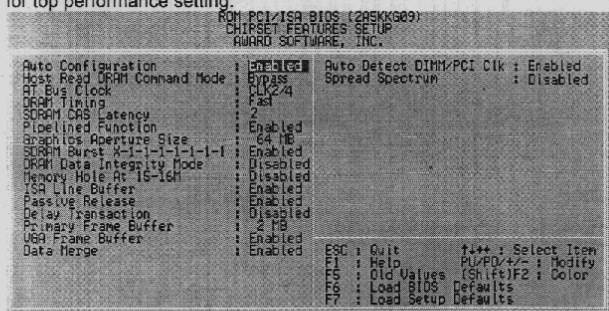 for top performance setting.
ROM PCI/ISA BIOS (2A5KKG09)
CHIPSET FEATURES SETUP
AWARD SOFTWARE, INC.
Auto Configuration : Enabled
Host Read DRAM Command Mode : Bypass
AT Bus Clock : CLK2/4
DRAM Timing : Fast
SDRAM CAS Latency : 2
Pipelined Function : Enabled
Graphics Aperture Size : 64 MB
SDRAM Burst X-1-1-1-1-1-1-1 : Enabled
DRAM Data Integrity Mode : Disabled
Memory Hole At 15-16M : Disabled
ISA Line Buffer : Enabled
Passive Release : Enabled
Delay Transaction : Disabled
Primary Frame Buffer : 2 MB
VGA Frame Buffer : Enabled
Data Merge : Enabled
Auto Detect DIMM/PCI Clk : Enabled
Spread Spectrum : Disabled
ESC : Quit ↑↓→← : Select Item
F1 : Help PU/PD/+/- : Modify
F5 : Old Values (Shift)F2 : Color
F6 : Load BIOS Defaults
F7 : Load Setup Defaults